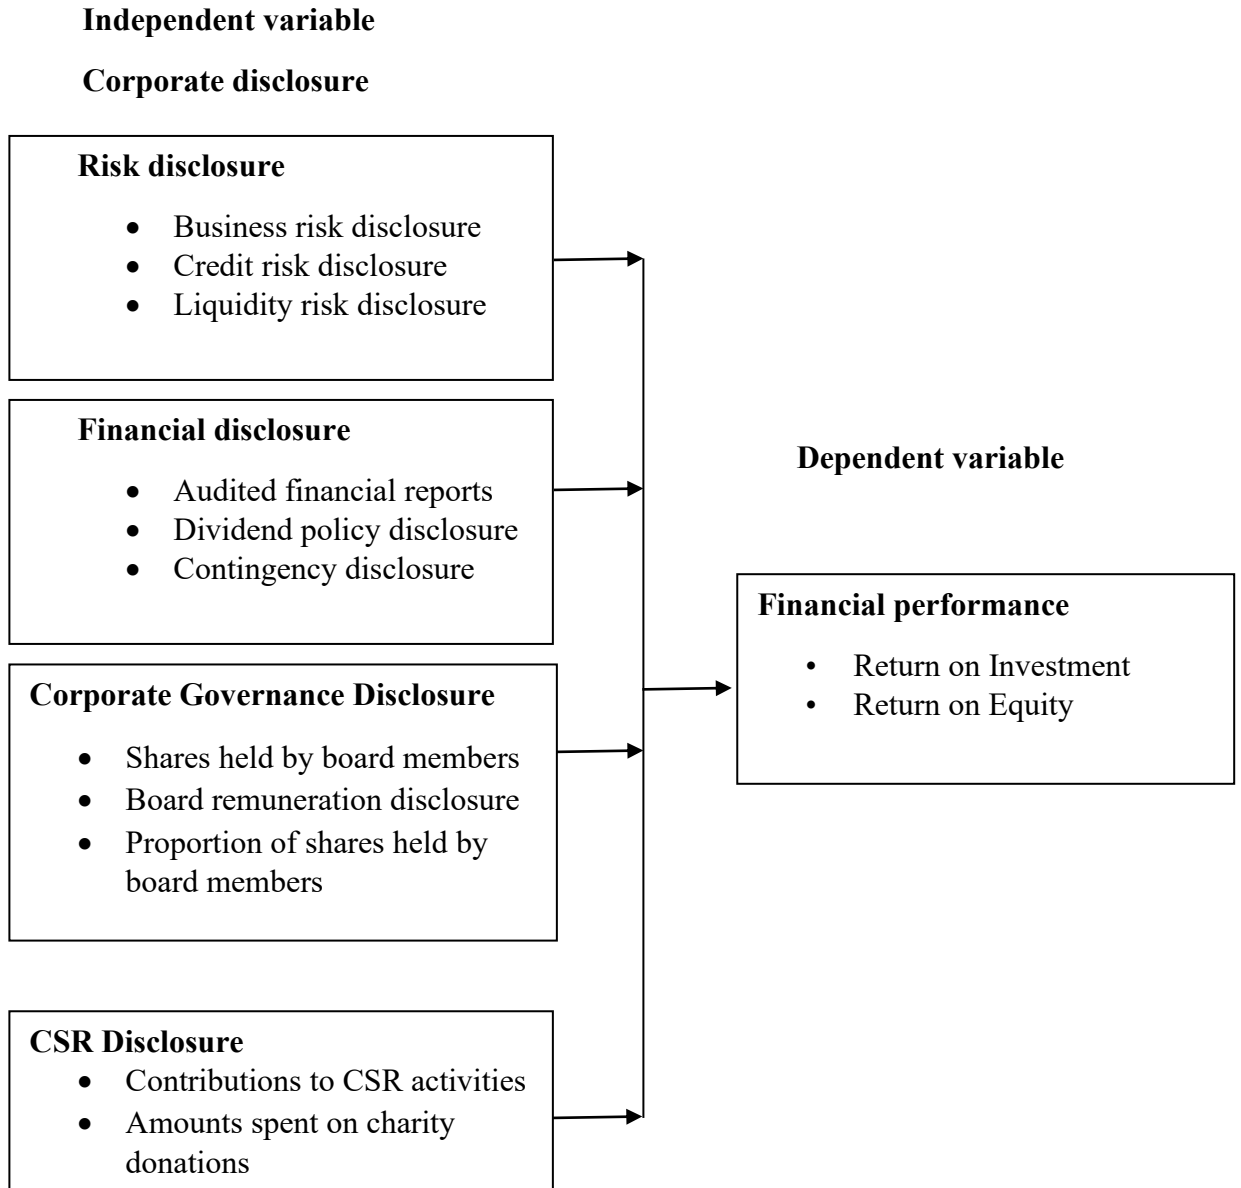 Independent variable
Corporate disclosure
Risk disclosure
• Business risk disclosure
• Credit risk disclosure
• Liquidity risk disclosure
Financial disclosure
• Audited financial reports
• Dividend policy disclosure
• Contingency disclosure
Corporate Governance Disclosure
• Shares held by board members
• Board remuneration disclosure
• Proportion of shares held by
board members
CSR Disclosure
• Contributions to CSR activities
• Amounts spent on charity
donations
Dependent variable
Financial performance
• Return on Investment
• Return on Equity